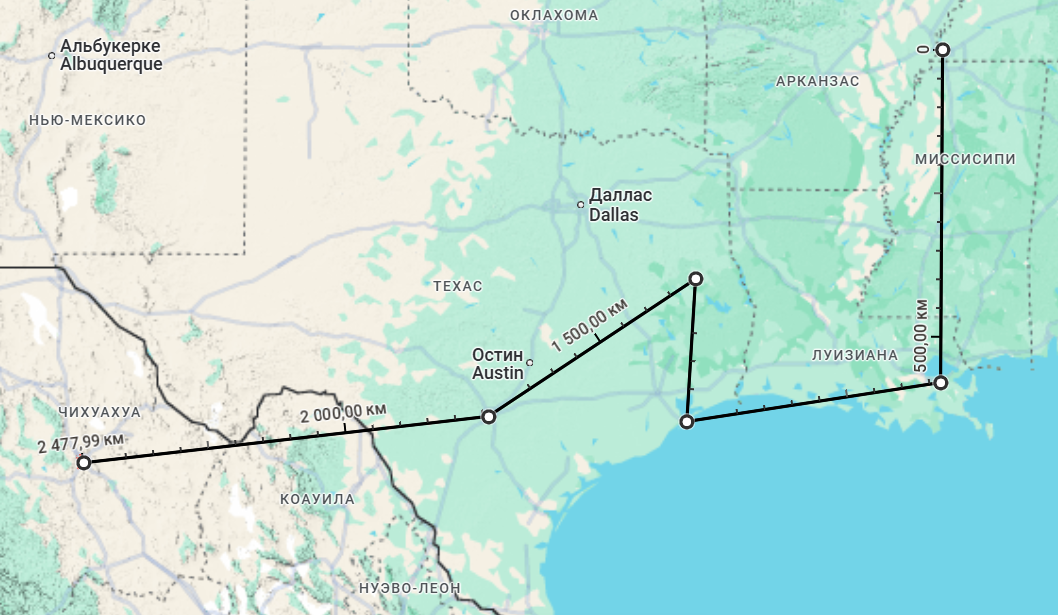 ОКЛАХОМА
Альбукерке
Albuquerque
0
АРКАНЗАС
НЬЮ-МЕКСИКО
МИССИСИПИ
Даллас
Dallas
ТЕХАС
1 500,00 км
500,00 км
Остин
Austin
ЛУИЗИАНА
ЧИХУАХУА
2 000,00 км
2 477,99 км
КОАУИЛА
НУЭВО-ЛЕОН